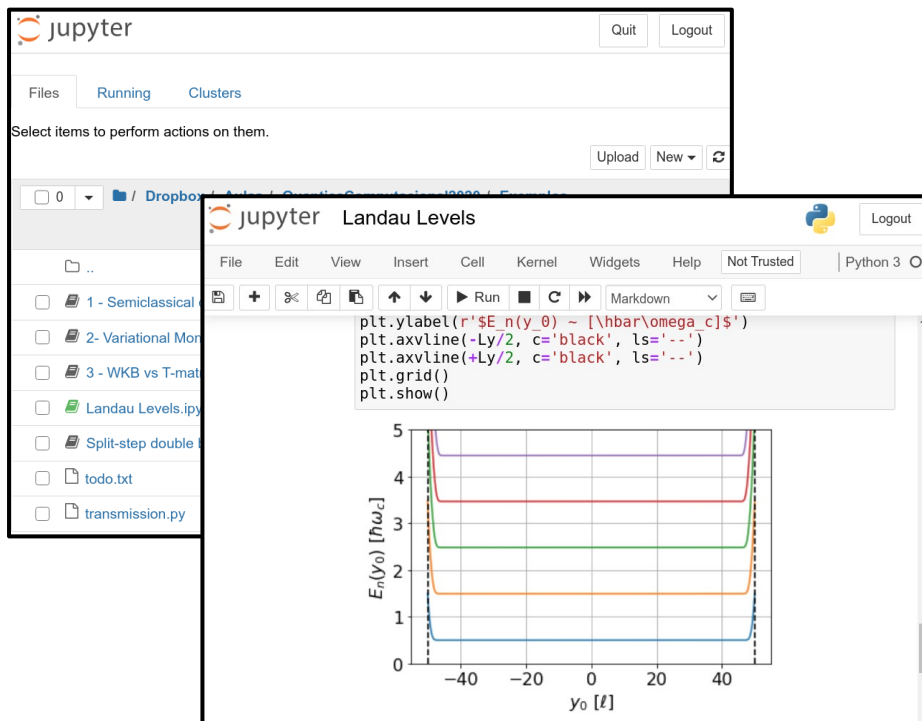 jupyter
Quit
Logout
Files
Running
Clusters
Select items to perform actions on them.
Upload
New
0
/ Dropbox
..
1 - Semiclassical
2- Variational Mon
3 - WKB vs T-mat
Landau Levels.ipy
Split-step double
todo.txt
transmission.py
jupyter
Landau Levels
Logout
File
Edit
View
Insert
Cell
Kernel
Widgets
Help
Not Trusted
Python 3
Run
Markdown
plt.ylabel(r'$E_n(y_0) ~ [\hbar\omega_c]$')
plt.axvline(-Ly/2, c='black', ls='--')
plt.axvline(+Ly/2, c='black', ls='--')
plt.grid()
plt.show()
5
4
3
2
1
0
Eₙ(y₀) [ℏω_c]
−40 −20 0 20 40
y₀ [ℓ]